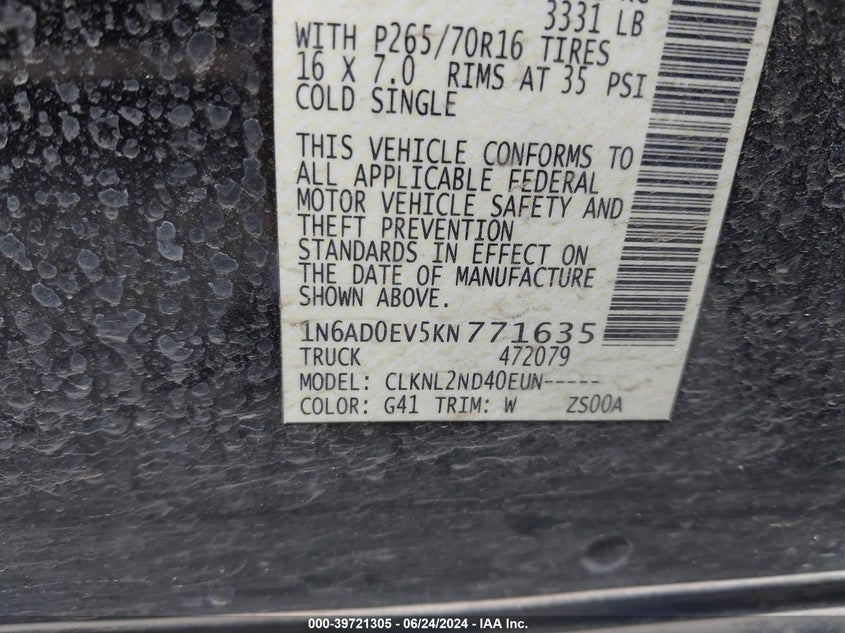 3331 LB
WITH P265/70R16 TIRES
16 X 7.0 RIMS AT 35 PSI
COLD SINGLE
THIS VEHICLE CONFORMS TO
ALL APPLICABLE FEDERAL
MOTOR VEHICLE SAFETY AND
THEFT PREVENTION
STANDARDS IN EFFECT ON
THE DATE OF MANUFACTURE
SHOWN ABOVE.
1N6AD0EV5KN771635
TRUCK 472079
MODEL: CLKNL2ND40EUN-----
COLOR: G41 TRIM: W ZS00A
000-39721305 - 06/24/2024 - IAA Inc.